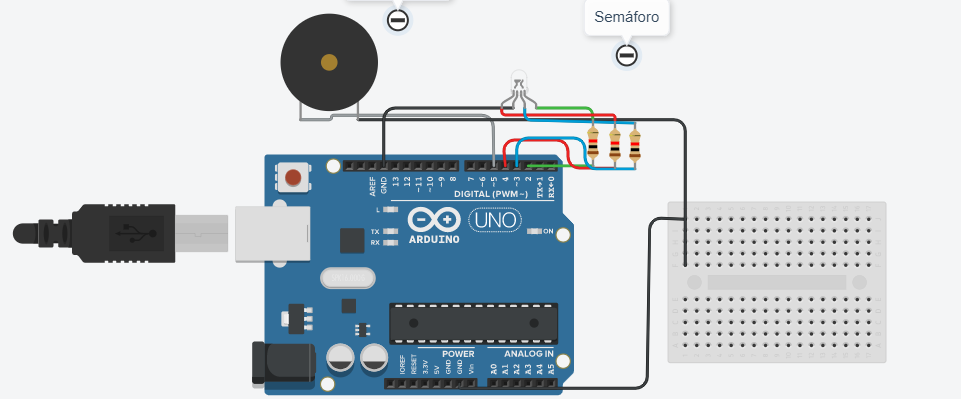 Semáforo
AREF
GND
13
12
~11
~10
~9
8
7
~6
~5
4
~3
2
TX→1
RX←0
DIGITAL (PWM~)
L
TX
RX
UNO
ON
ARDUINO
POWER
ANALOG IN
IOREF
RESET
3.3V
5V
GND
GND
Vin
A0
A1
A2
A3
A4
A5